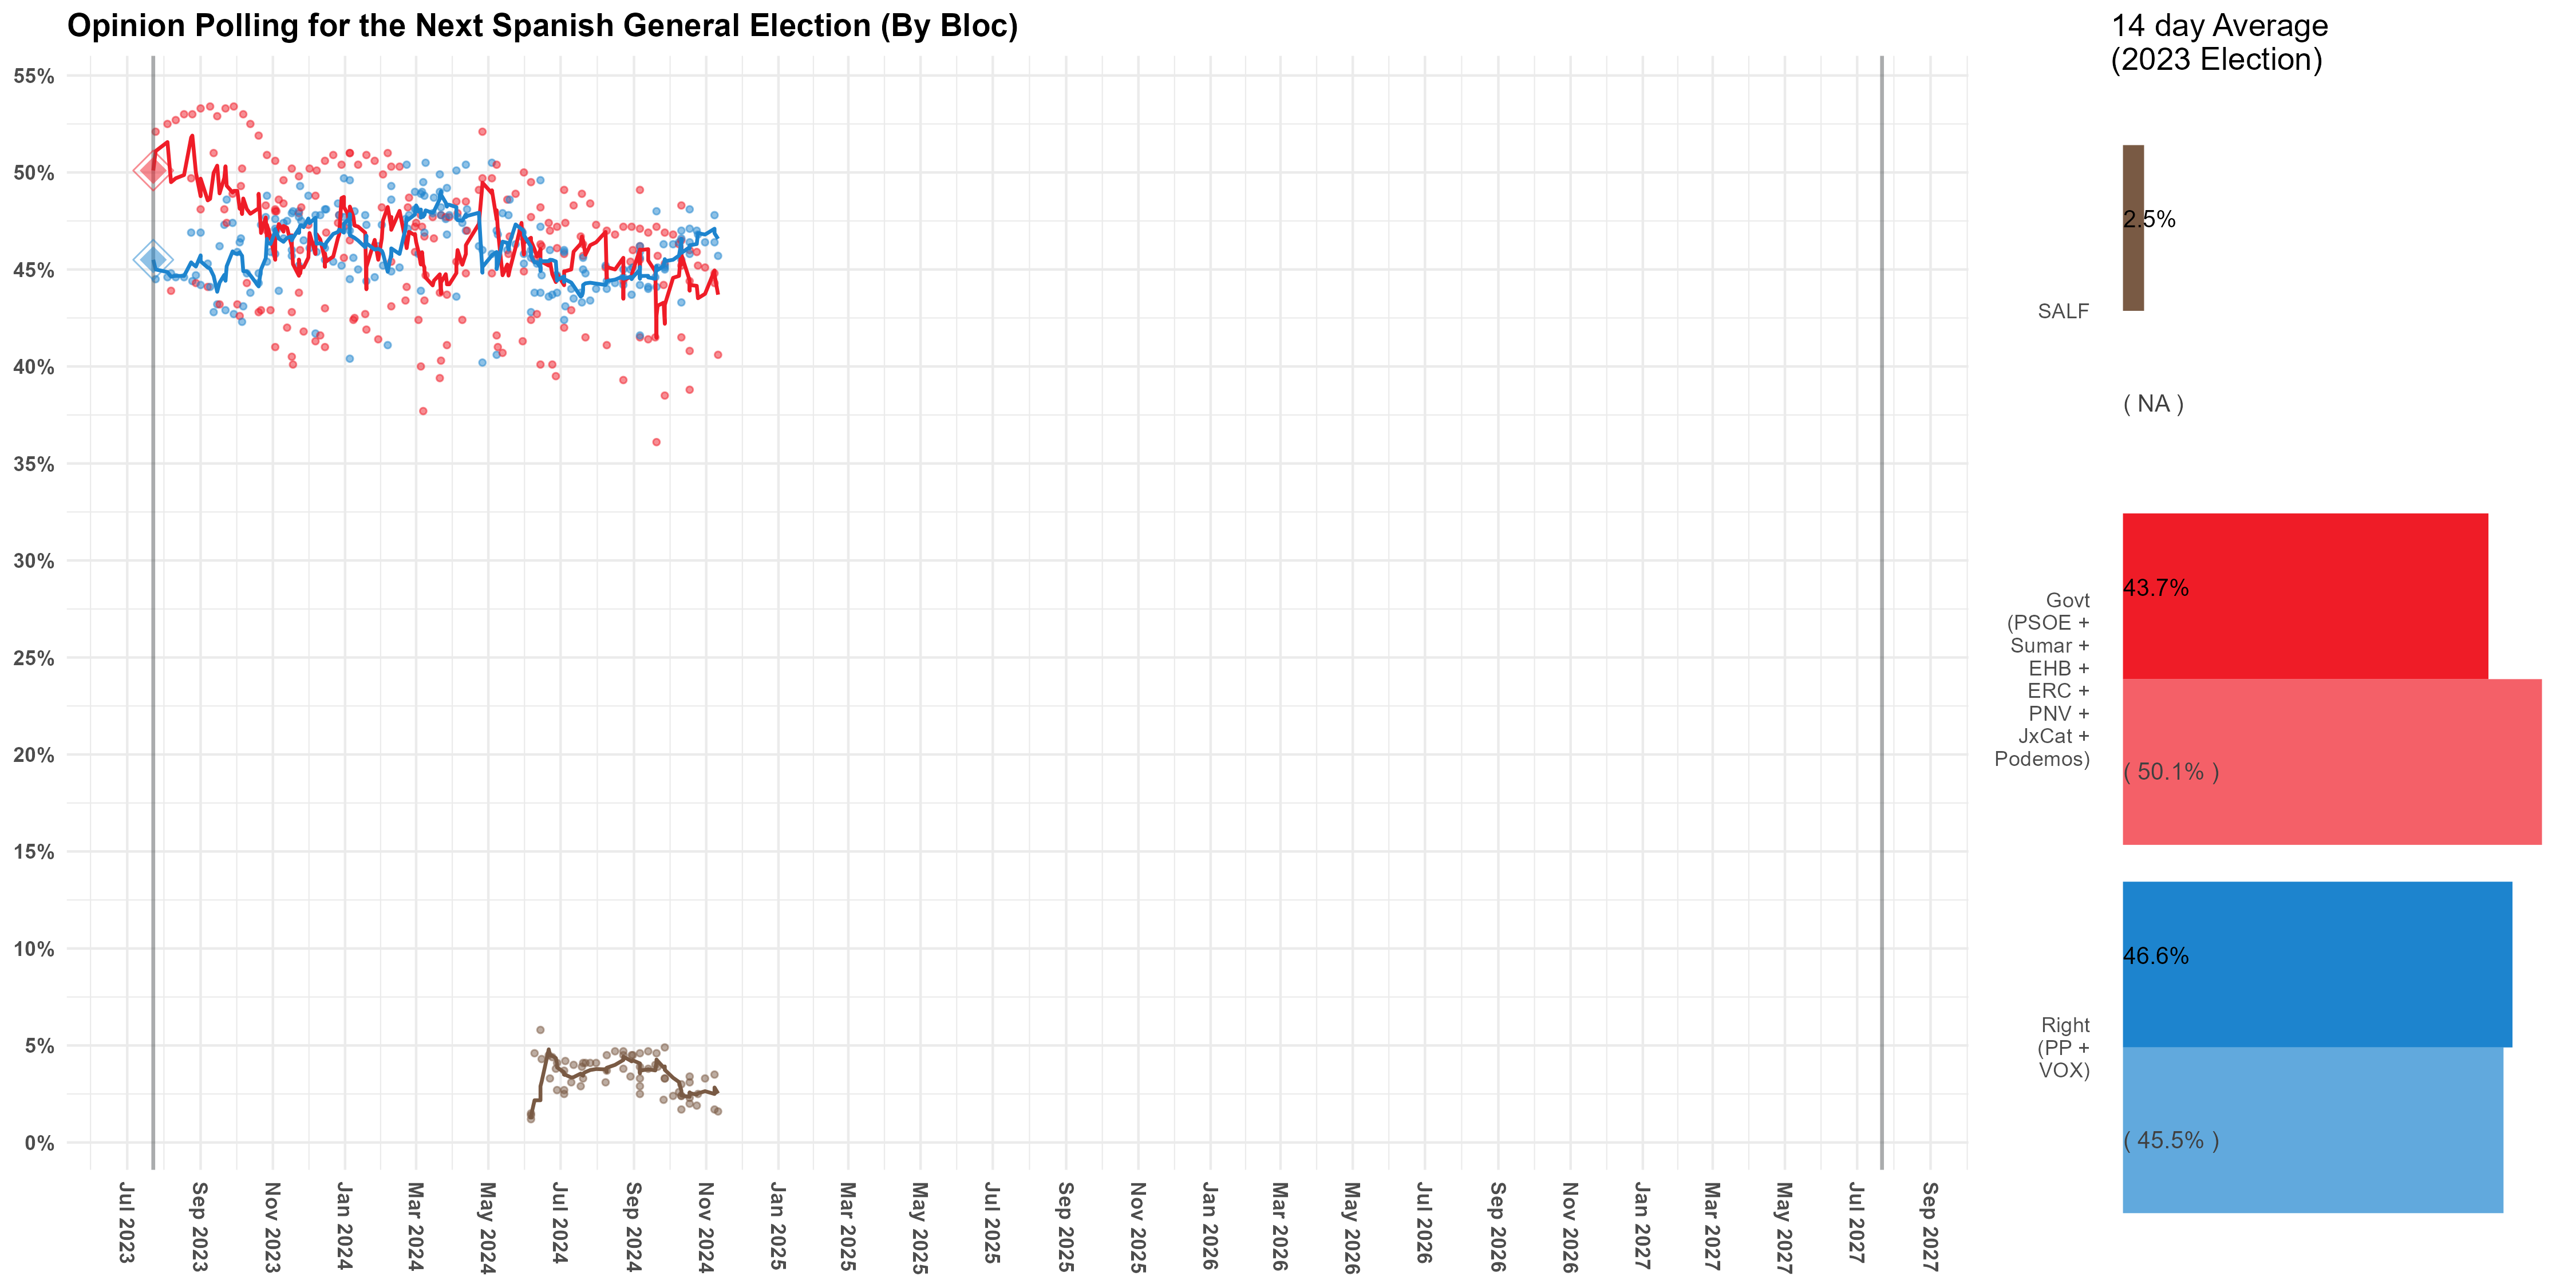 Opinion Polling for the Next Spanish General Election (By Bloc)
14 day Average
(2023 Election)
55%
50%
45%
40%
35%
30%
25%
20%
15%
10%
5%
0%
Jul 2023
Sep 2023
Nov 2023
Jan 2024
Mar 2024
May 2024
Jul 2024
Sep 2024
Nov 2024
Jan 2025
Mar 2025
May 2025
Jul 2025
Sep 2025
Nov 2025
Jan 2026
Mar 2026
May 2026
Jul 2026
Sep 2026
Nov 2026
Jan 2027
Mar 2027
May 2027
Jul 2027
Sep 2027
SALF
2.5%
( NA )
Govt
(PSOE +
Sumar +
EHB +
ERC +
PNV +
JxCat +
Podemos)
43.7%
( 50.1% )
Right
(PP +
VOX)
46.6%
( 45.5% )